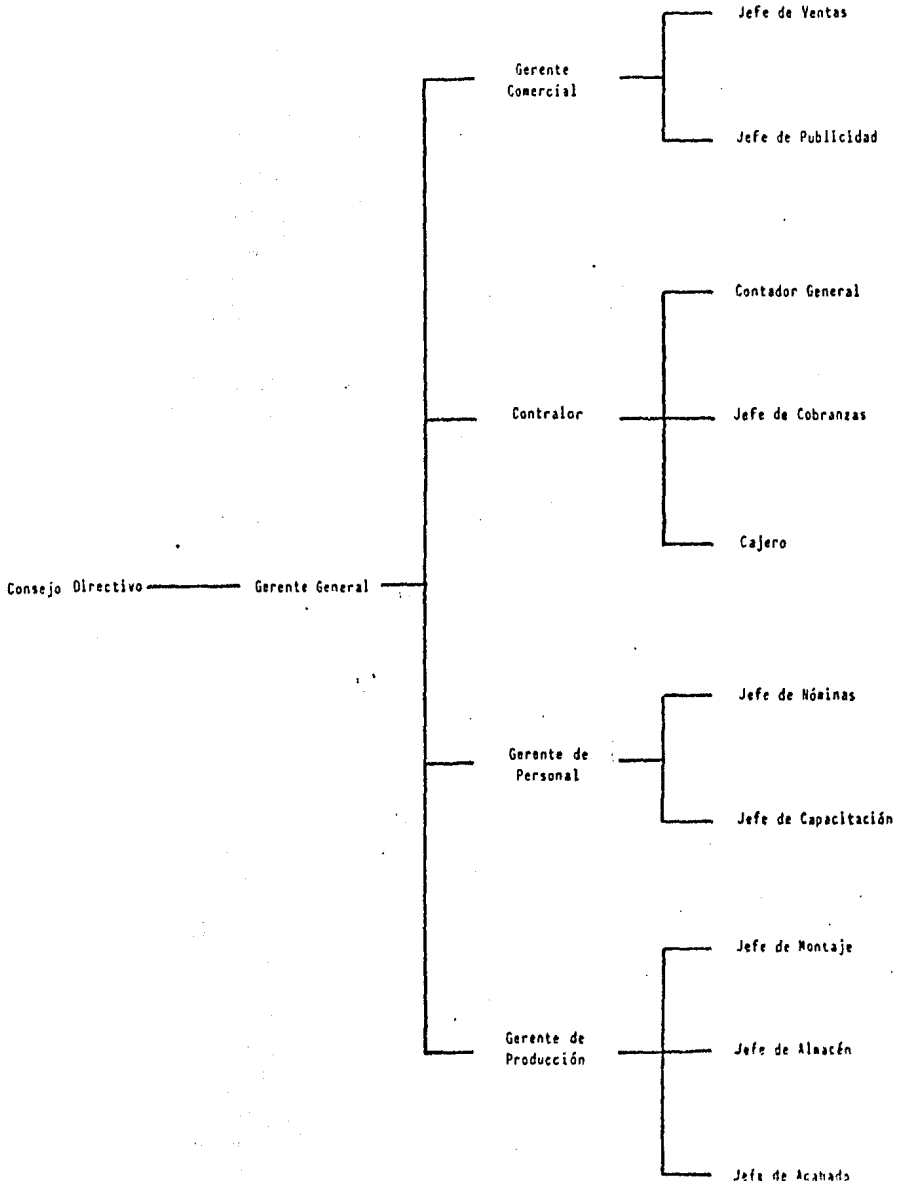 Jefe de Ventas
Gerente
Comercial
Jefe de Publicidad
Contador General
Contralor
Jefe de Cobranzas
Cajero
Consejo Directivo
Gerente General
Jefe de Nóminas
Gerente de
Personal
Jefe de Capacitación
Jefe de Montaje
Gerente de
Producción
Jefe de Almacén
Jefe de Acabado